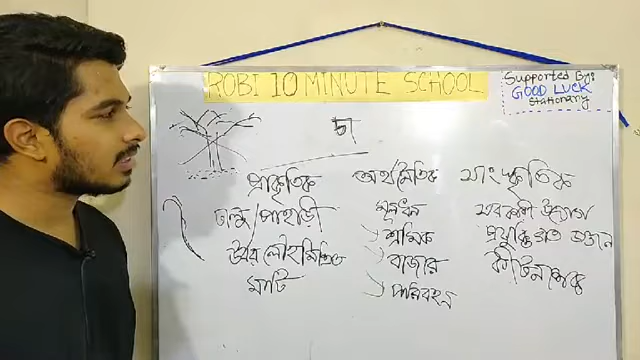 ROBI 10 MINUTE SCHOOL
Supported By:
GOOD LUCK
Stationary
চা
প্রাকৃতিক
ঢালু/পাহাড়ী
উর্বর লৌহমিশ্রিত
মাটি
অর্থনৈতিক
মূলধন
শ্রমিক
বাজার
পরিবহন
সাংস্কৃতিক
সরকারী উদ্যোগ
প্রযুক্তিগত জ্ঞান
কীটনাশক